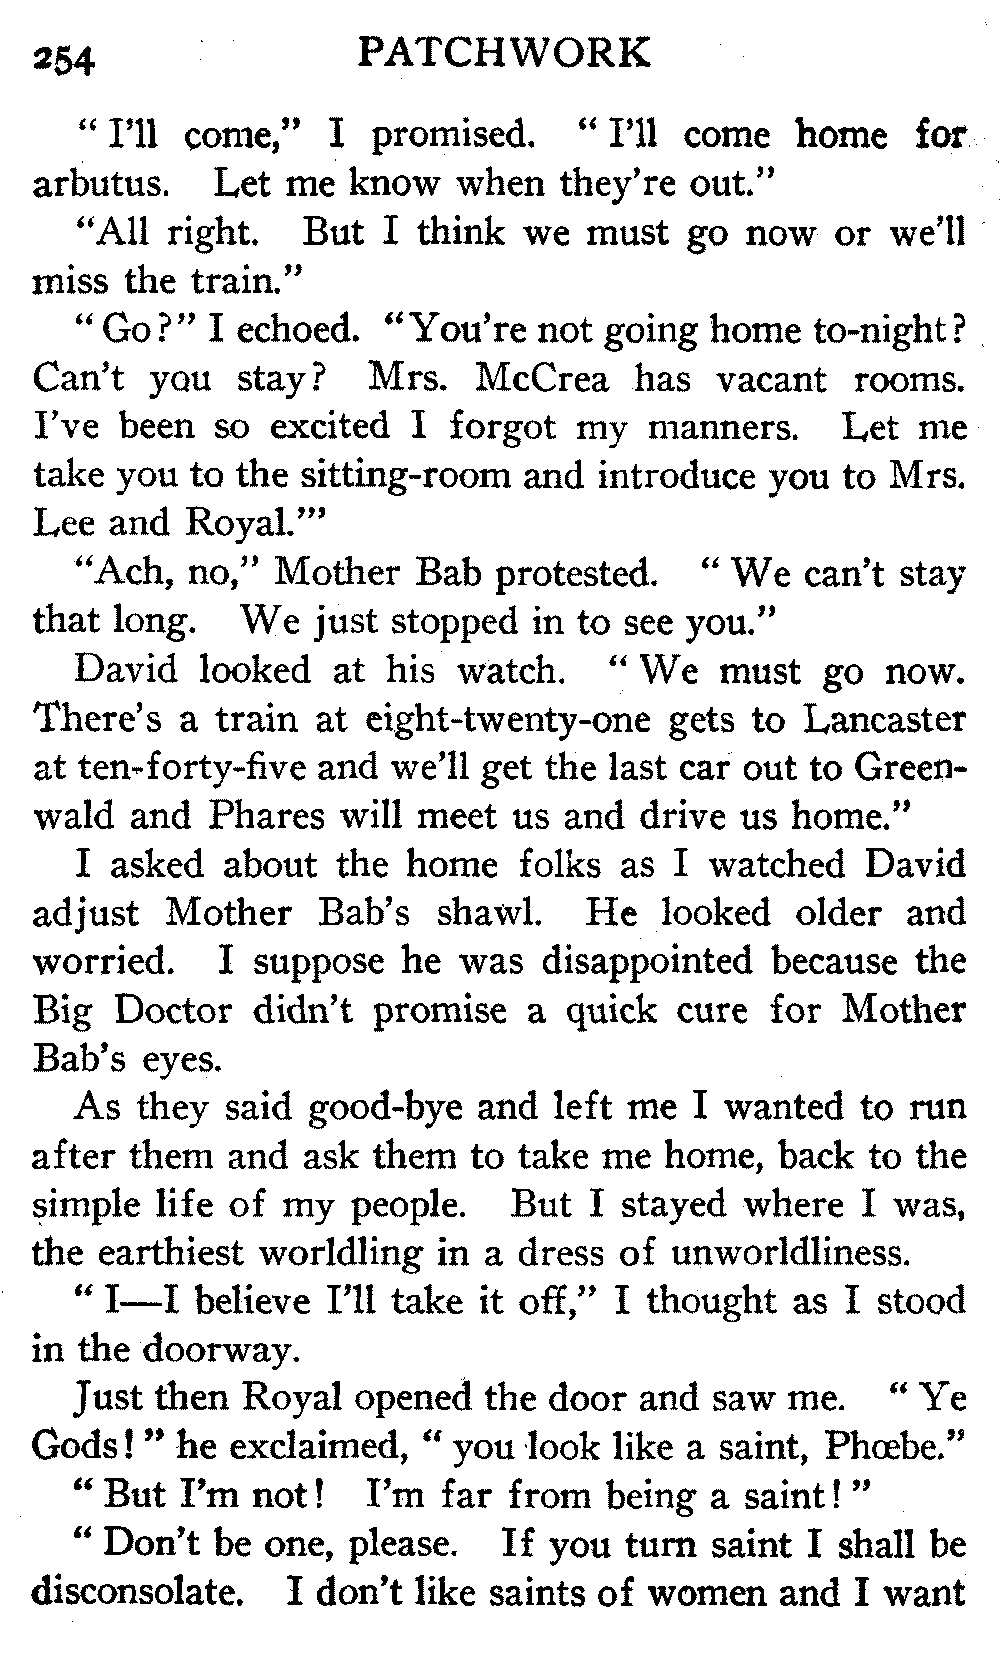 254 PATCHWORK
“ I’ll come,” I promised. “ I’ll come home for
arbutus. Let me know when they’re out.”
“All right. But I think we must go now or we’ll
miss the train.”
“ Go ?” I echoed. “You’re not going home to-night ?
Can’t you stay? Mrs. McCrea has vacant rooms.
I’ve been so excited I forgot my manners. Let me
take you to the sitting-room and introduce you to Mrs.
Lee and Royal.”’
“Ach, no,” Mother Bab protested. “ We can’t stay
that long. We just stopped in to see you.”
David looked at his watch. “ We must go now.
There’s a train at eight-twenty-one gets to Lancaster
at ten-forty-five and we’ll get the last car out to Green-
wald and Phares will meet us and drive us home.”
I asked about the home folks as I watched David
adjust Mother Bab’s shawl. He looked older and
worried. I suppose he was disappointed because the
Big Doctor didn’t promise a quick cure for Mother
Bab’s eyes.
As they said good-bye and left me I wanted to run
after them and ask them to take me home, back to the
simple life of my people. But I stayed where I was,
the earthiest worldling in a dress of unworldliness.
“ I—I believe I’ll take it off,” I thought as I stood
in the doorway.
Just then Royal opened the door and saw me. “ Ye
Gods! ” he exclaimed, “ you look like a saint, Phœbe.”
“ But I’m not! I’m far from being a saint! ”
“ Don’t be one, please. If you turn saint I shall be
disconsolate. I don’t like saints of women and I want